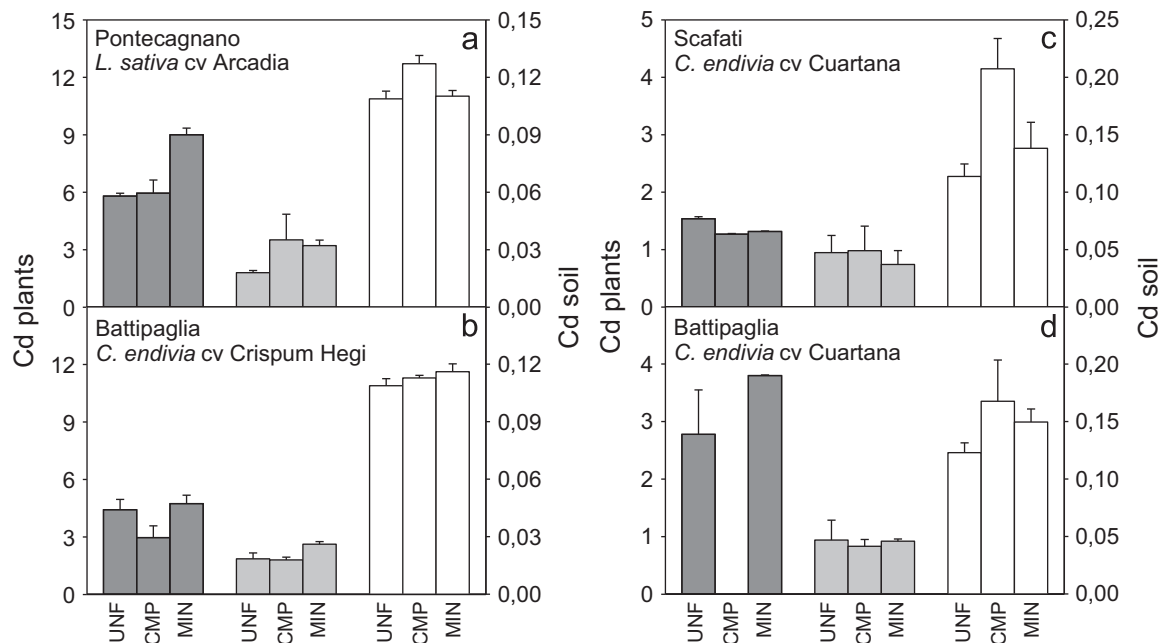 15
12
9
6
3
0
Pontecagnano
L. sativa cv Arcadia
a
0,15
0,12
0,09
0,06
0,03
0,00
Battipaglia
C. endivia cv Crispum Hegi
b
12
9
6
3
0
0,12
0,09
0,06
0,03
0,00
Cd plants
Cd soil
UNF
CMP
MIN
UNF
CMP
MIN
UNF
CMP
MIN
5
4
3
2
1
0
Scafati
C. endivia cv Cuartana
c
0,25
0,20
0,15
0,10
0,05
0,00
Battipaglia
C. endivia cv Cuartana
d
4
3
2
1
0
0,20
0,15
0,10
0,05
0,00
Cd plants
Cd soil
UNF
CMP
MIN
UNF
CMP
MIN
UNF
CMP
MIN